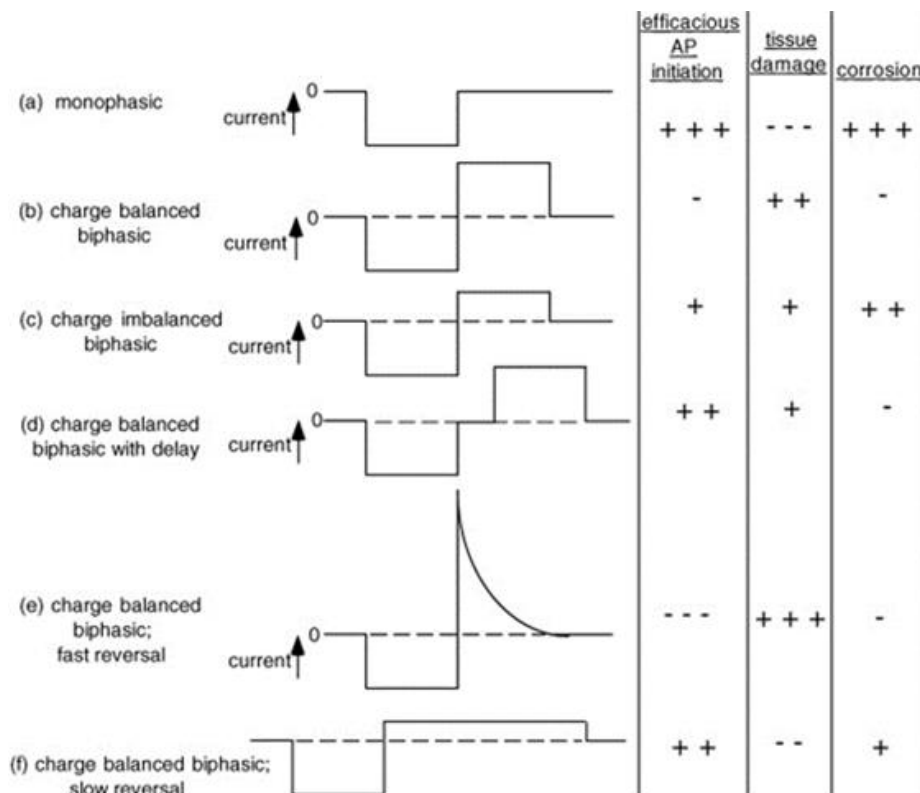 efficacious
AP
initiation
tissue
damage
corrosion
(a) monophasic
0
current
+ + +
- - -
+ + +
(b) charge balanced
biphasic
0
current
-
+ +
-
(c) charge imbalanced
biphasic
0
current
+
+
+ +
(d) charge balanced
biphasic with delay
0
current
+ +
+
-
(e) charge balanced
biphasic;
fast reversal
0
current
- - -
+ + +
-
(f) charge balanced biphasic;
slow reversal
+ +
- -
+